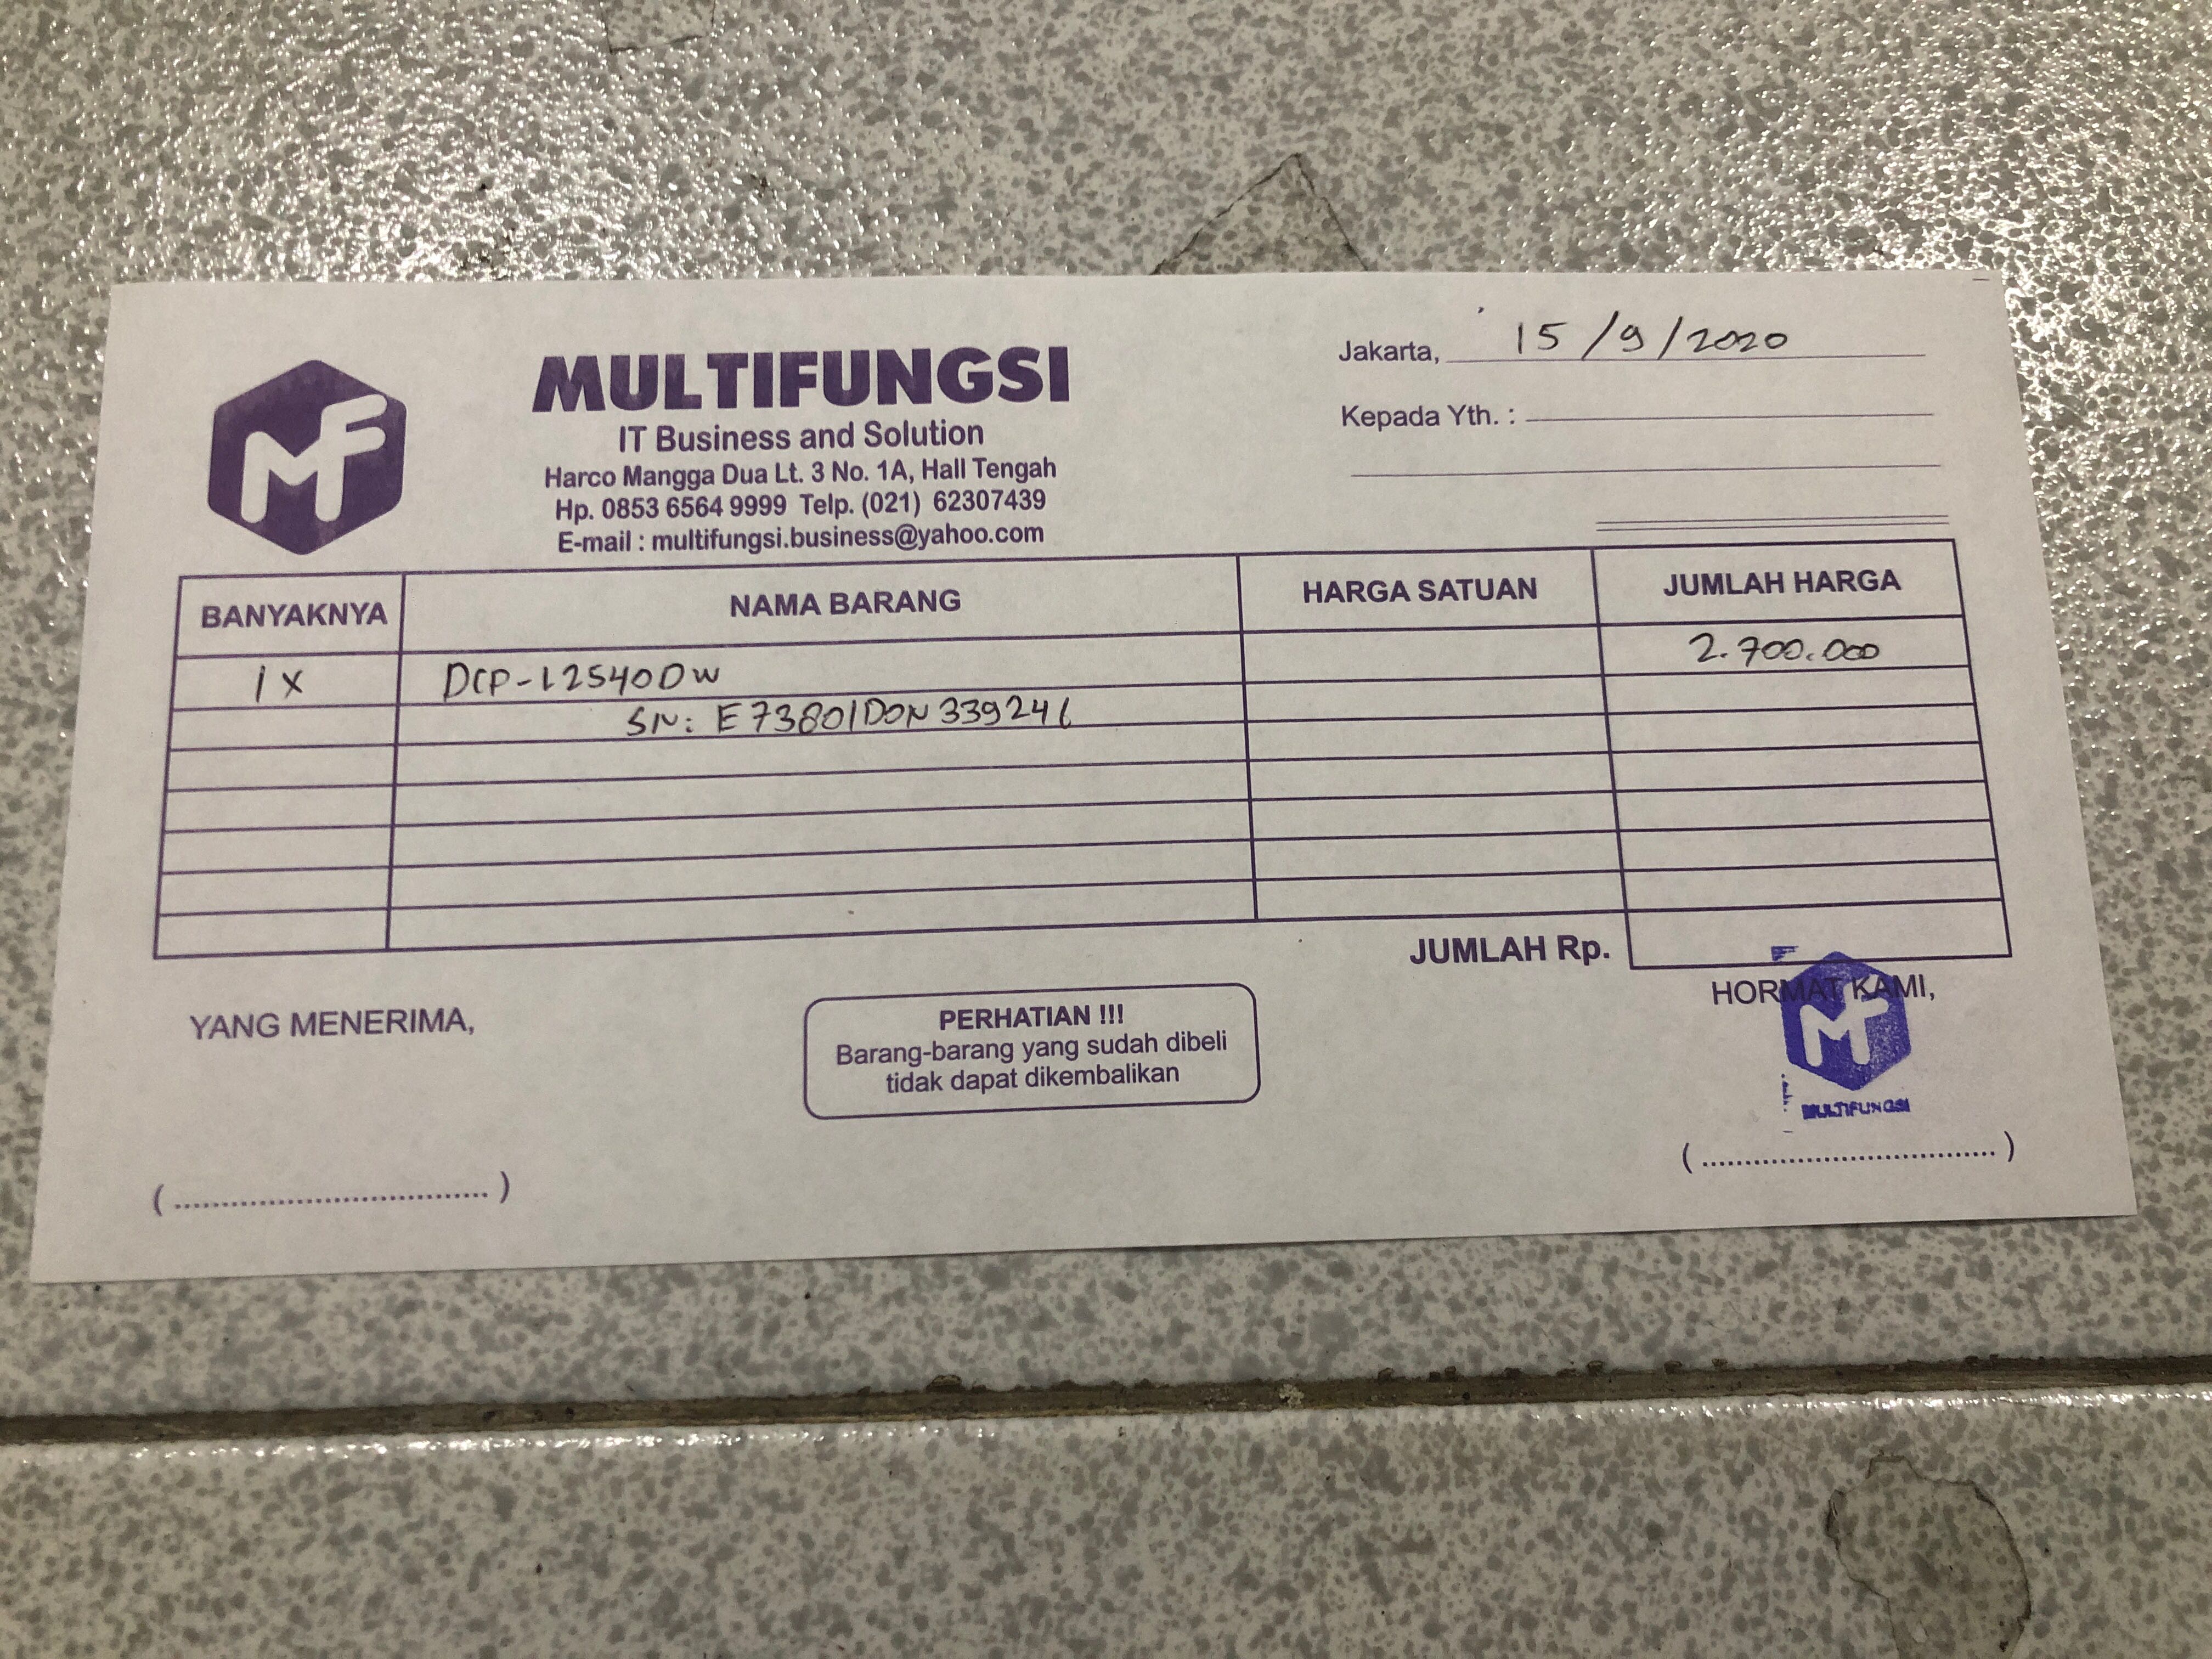 MF
MULTIFUNGSI
IT Business and Solution
Harco Mangga Dua Lt. 3 No. 1A, Hall Tengah
Hp. 0853 6564 9999 Telp. (021) 62307439
E-mail : multifungsi.business@yahoo.com
Jakarta, 15/9/2020
Kepada Yth. :
BANYAKNYA NAMA BARANG HARGA SATUAN JUMLAH HARGA
1 X DCP-L2540DW 2.700.000
SN:
JUMLAH Rp.
YANG MENERIMA,
PERHATIAN !!!
Barang-barang yang sudah dibeli
tidak dapat dikembalikan
HORMAT KAMI,
MF
MULTIFUNGSI
(................................)
(................................)